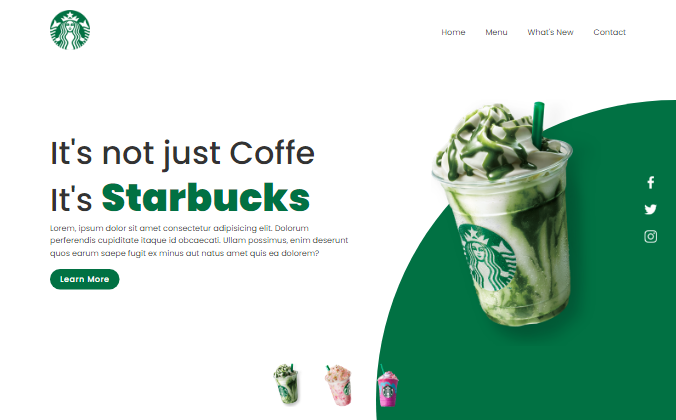 Home Menu What's New Contact
It's not just Coffe
It's Starbucks
Lorem, ipsum dolor sit amet consectetur adipisicing elit. Dolorum
perferendis cupiditate itaque id obcaecati. Ullam possimus, enim deserunt
quos earum saepe fugit ex minus aut natus amet quis ea dolorem?
Learn More